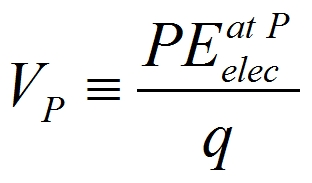 V_P ≡ PE_elec^at P / q